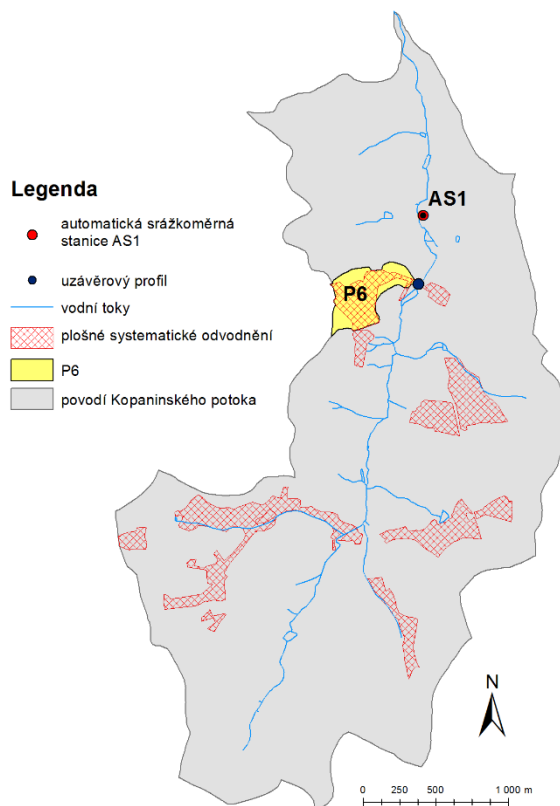 Legenda
automatická srážkoměrná
stanice AS1
uzávěrový profil
vodní toky
plošné systematické odvodnění
P6
povodí Kopaninského potoka
AS1
P6
N
0 250 500 1 000 m